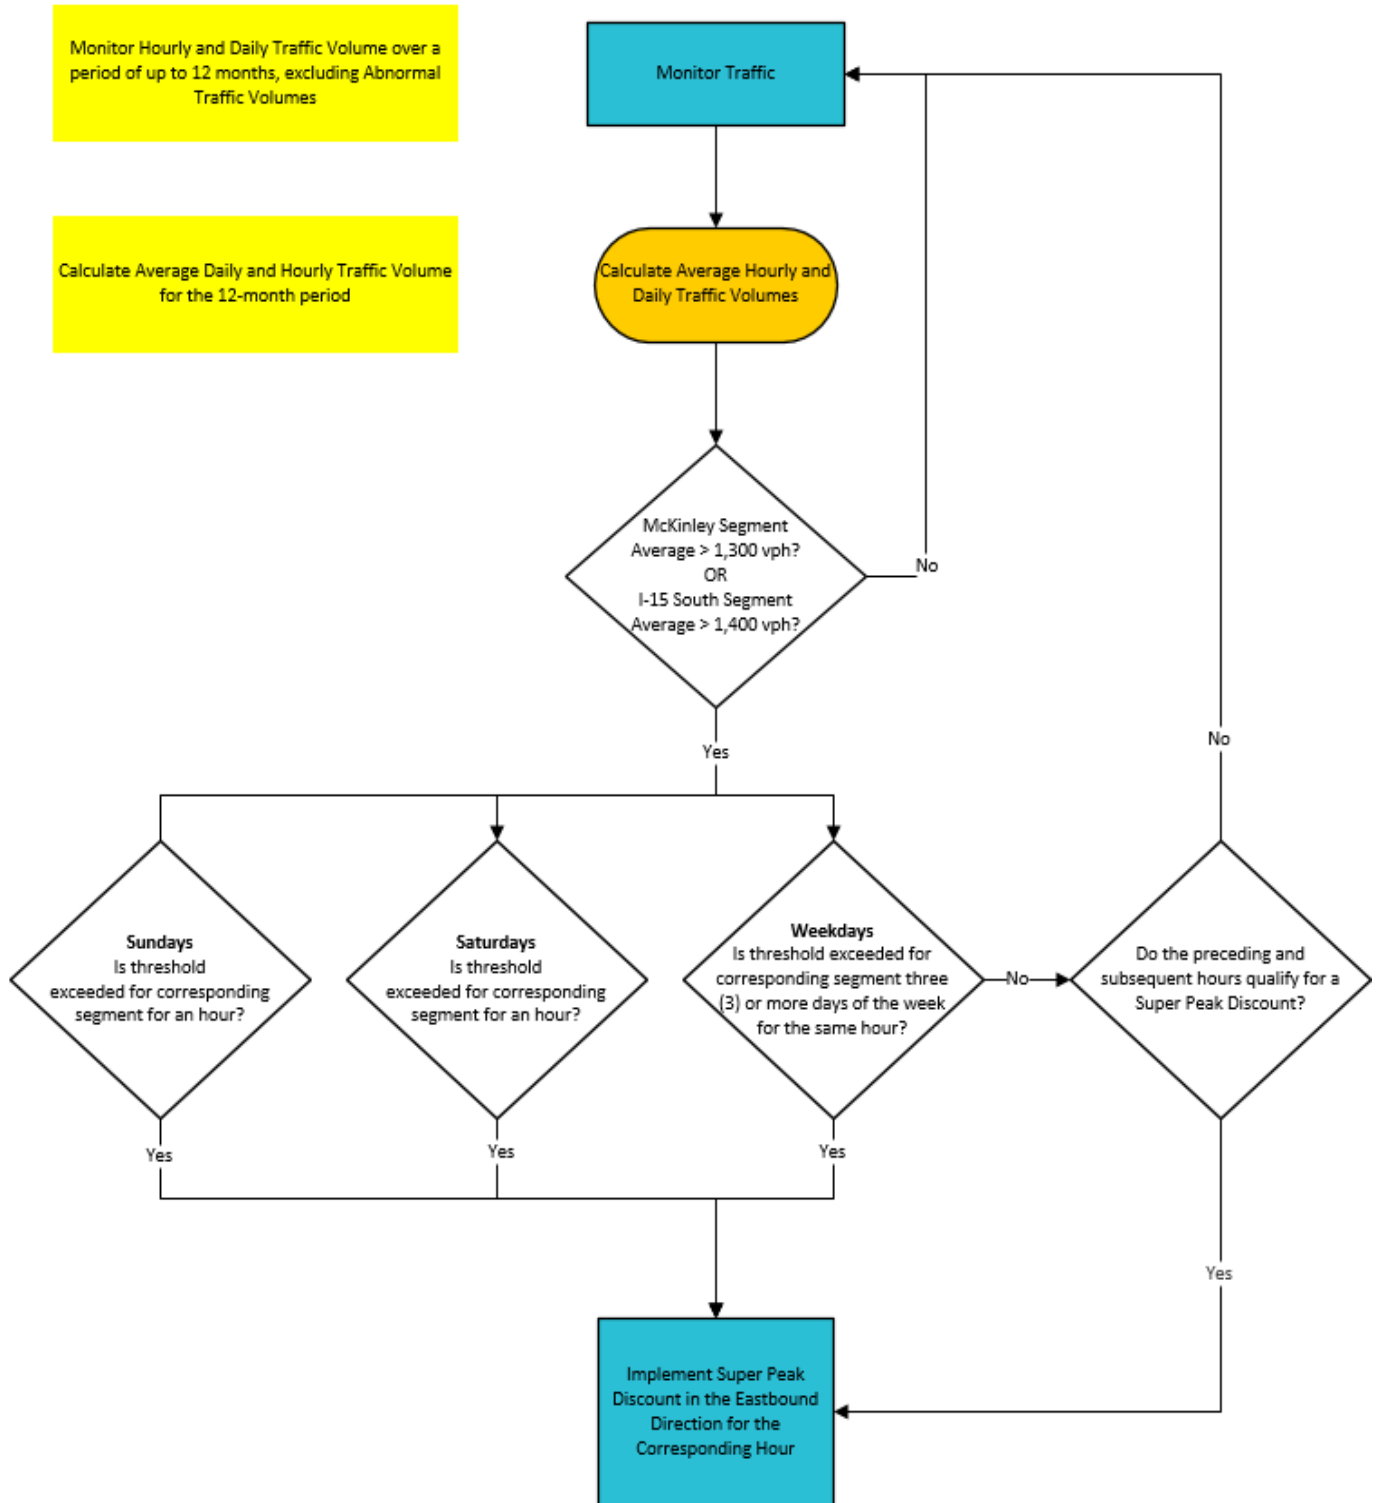 Monitor Hourly and Daily Traffic Volume over a
period of up to 12 months, excluding Abnormal
Traffic Volumes
Monitor Traffic
Calculate Average Daily and Hourly Traffic Volume
for the 12-month period
Calculate Average Hourly and
Daily Traffic Volumes
McKinley Segment
Average > 1,300 vph?
OR
I-15 South Segment
Average > 1,400 vph?
No
Yes
No
Sundays
Is threshold
exceeded for corresponding
segment for an hour?
Saturdays
Is threshold
exceeded for corresponding
segment for an hour?
Weekdays
Is threshold exceeded for
corresponding segment three
(3) or more days of the week
for the same hour?
No
Do the preceding and
subsequent hours qualify for a
Super Peak Discount?
Yes
Yes
Yes
Yes
Implement Super Peak
Discount in the Eastbound
Direction for the
Corresponding Hour